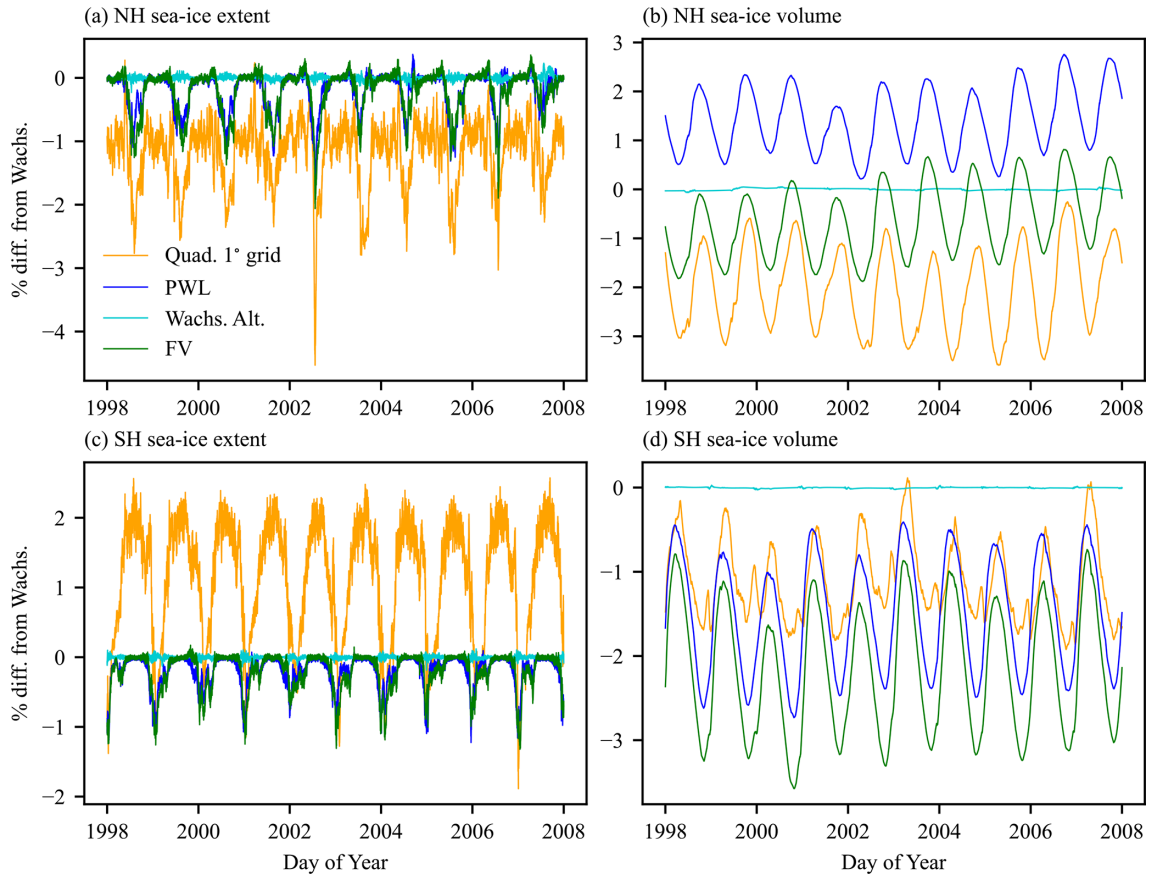 (a) NH sea-ice extent
(b) NH sea-ice volume
% diff. from Wachs.
0
−1
−2
−3
−4
Quad. 1° grid
PWL
Wachs. Alt.
FV
1998 2000 2002 2004 2006 2008
3
2
1
0
−1
−2
−3
1998 2000 2002 2004 2006 2008
(c) SH sea-ice extent
(d) SH sea-ice volume
% diff. from Wachs.
2
1
0
−1
−2
1998 2000 2002 2003 2005 2006 2008
Day of Year
0
−1
−2
−3
1998 2000 2002 2004 2006 2008
Day of Year